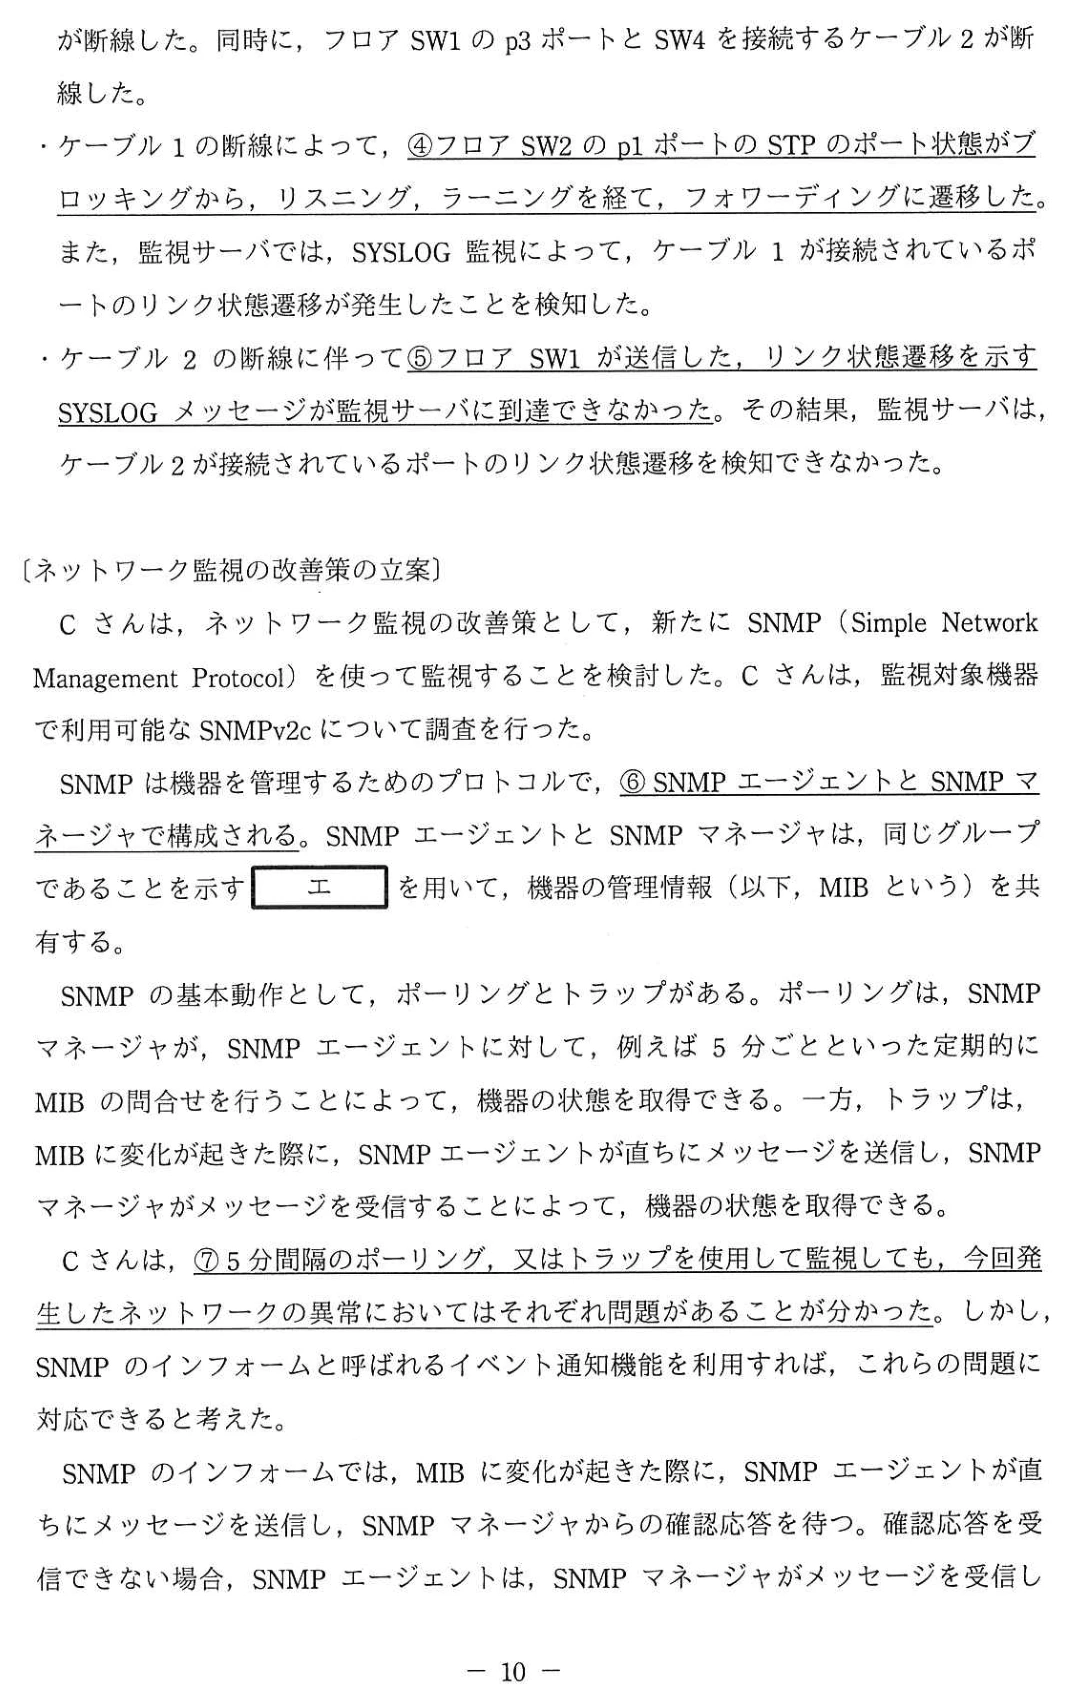 が断線した。同時に，フロア SW1 の p3 ポートと SW4 を接続するケーブル 2 が断
線した。
・ケーブル 1 の断線によって，④フロア SW2 の p1 ポートの STP のポート状態がブ
ロッキングから，リスニング，ラーニングを経て，フォワーディングに遷移した。
また，監視サーバでは，SYSLOG 監視によって，ケーブル 1 が接続されているポ
ートのリンク状態遷移が発生したことを検知した。
・ケーブル 2 の断線に伴って⑤フロア SW1 が送信した，リンク状態遷移を示す
SYSLOG メッセージが監視サーバに到達できなかった。その結果，監視サーバは，
ケーブル 2 が接続されているポートのリンク状態遷移を検知できなかった。
〔ネットワーク監視の改善策の立案〕
C さんは，ネットワーク監視の改善策として，新たに SNMP（Simple Network
Management Protocol）を使って監視することを検討した。C さんは，監視対象機器
で利用可能な SNMPv2c について調査を行った。
SNMP は機器を管理するためのプロトコルで，⑥SNMP エージェントと SNMP マ
ネージャで構成される。SNMP エージェントと SNMP マネージャは，同じグループ
であることを示す エ を用いて，機器の管理情報（以下，MIB という）を共
有する。
SNMP の基本動作として，ポーリングとトラップがある。ポーリングは，SNMP
マネージャが，SNMP エージェントに対して，例えば 5 分ごとといった定期的に
MIB の問合せを行うことによって，機器の状態を取得できる。一方，トラップは，
MIB に変化が起きた際に，SNMP エージェントが直ちにメッセージを送信し，SNMP
マネージャがメッセージを受信することによって，機器の状態を取得できる。
C さんは，⑦5 分間隔のポーリング，又はトラップを使用して監視しても，今回発
生したネットワークの異常においてはそれぞれ問題があることが分かった。しかし，
SNMP のインフォームと呼ばれるイベント通知機能を利用すれば，これらの問題に
対応できると考えた。
SNMP のインフォームでは，MIB に変化が起きた際に，SNMP エージェントが直
ちにメッセージを送信し，SNMP マネージャからの確認応答を待つ。確認応答を受
信できない場合，SNMP エージェントは，SNMP マネージャがメッセージを受信し
－ 10 －